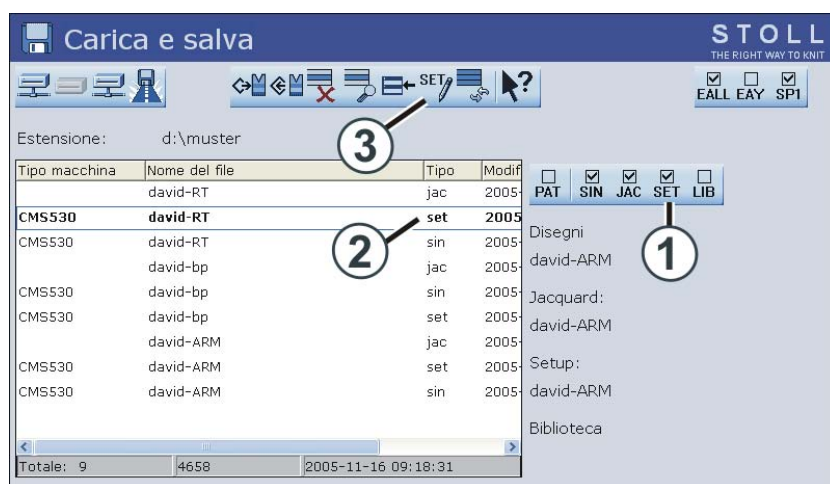 Carica e salva
STOLL
THE RIGHT WAY TO KNIT
SET
?
EALL EAY SP1
Estensione: d:\muster
3
Tipo macchina Nome del file Tipo Modif
david-RT jac 2005-
CMS530 david-RT set 2005
CMS530 david-RT sin 2005-
david-bp jac 2005-
CMS530 david-bp sin 2005-
CMS530 david-bp set 2005-
david-ARM jac 2005-
CMS530 david-ARM set 2005-
CMS530 david-ARM sin 2005-
2
PAT SIN JAC SET LIB
1
Disegni
david-ARM
Jacquard:
david-ARM
Setup:
david-ARM
Biblioteca
Totale: 9 4658 2005-11-16 09:18:31